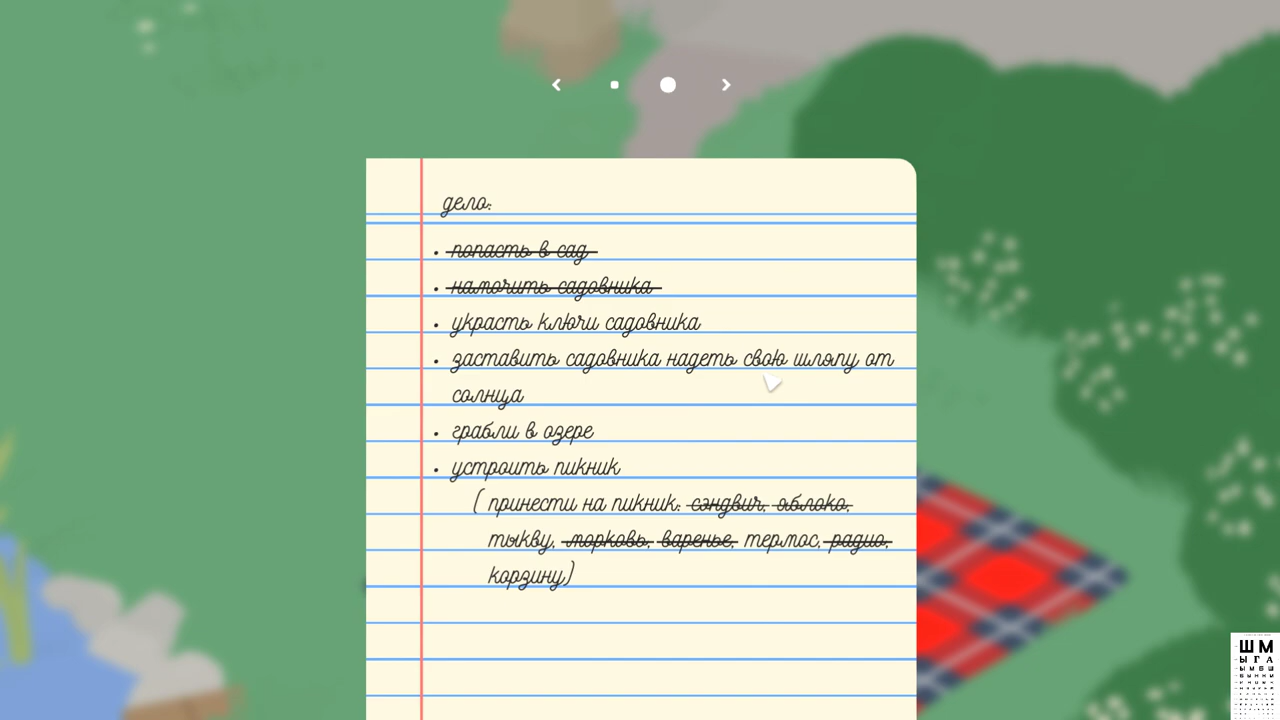 дело:
• попасть в сад
• намочить садовника
• украсть ключи садовника
• заставить садовника надеть свою шляпу от
солнца
• грабли в озере
• устроить пикник
( принести на пикник: сэндвич, яблоко,
тыкву, морковь, варенье, термос, радио,
корзину)
Ш М
Ы Г А